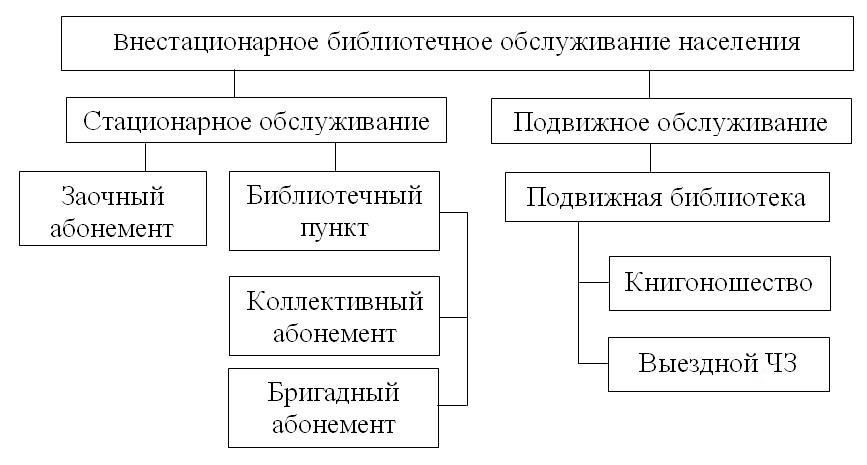 Внестационарное библиотечное обслуживание населения
Стационарное обслуживание
Подвижное обслуживание
Заочный
абонемент
Библиотечный
пункт
Подвижная библиотека
Коллективный
абонемент
Книгоношество
Бригадный
абонемент
Выездной ЧЗ